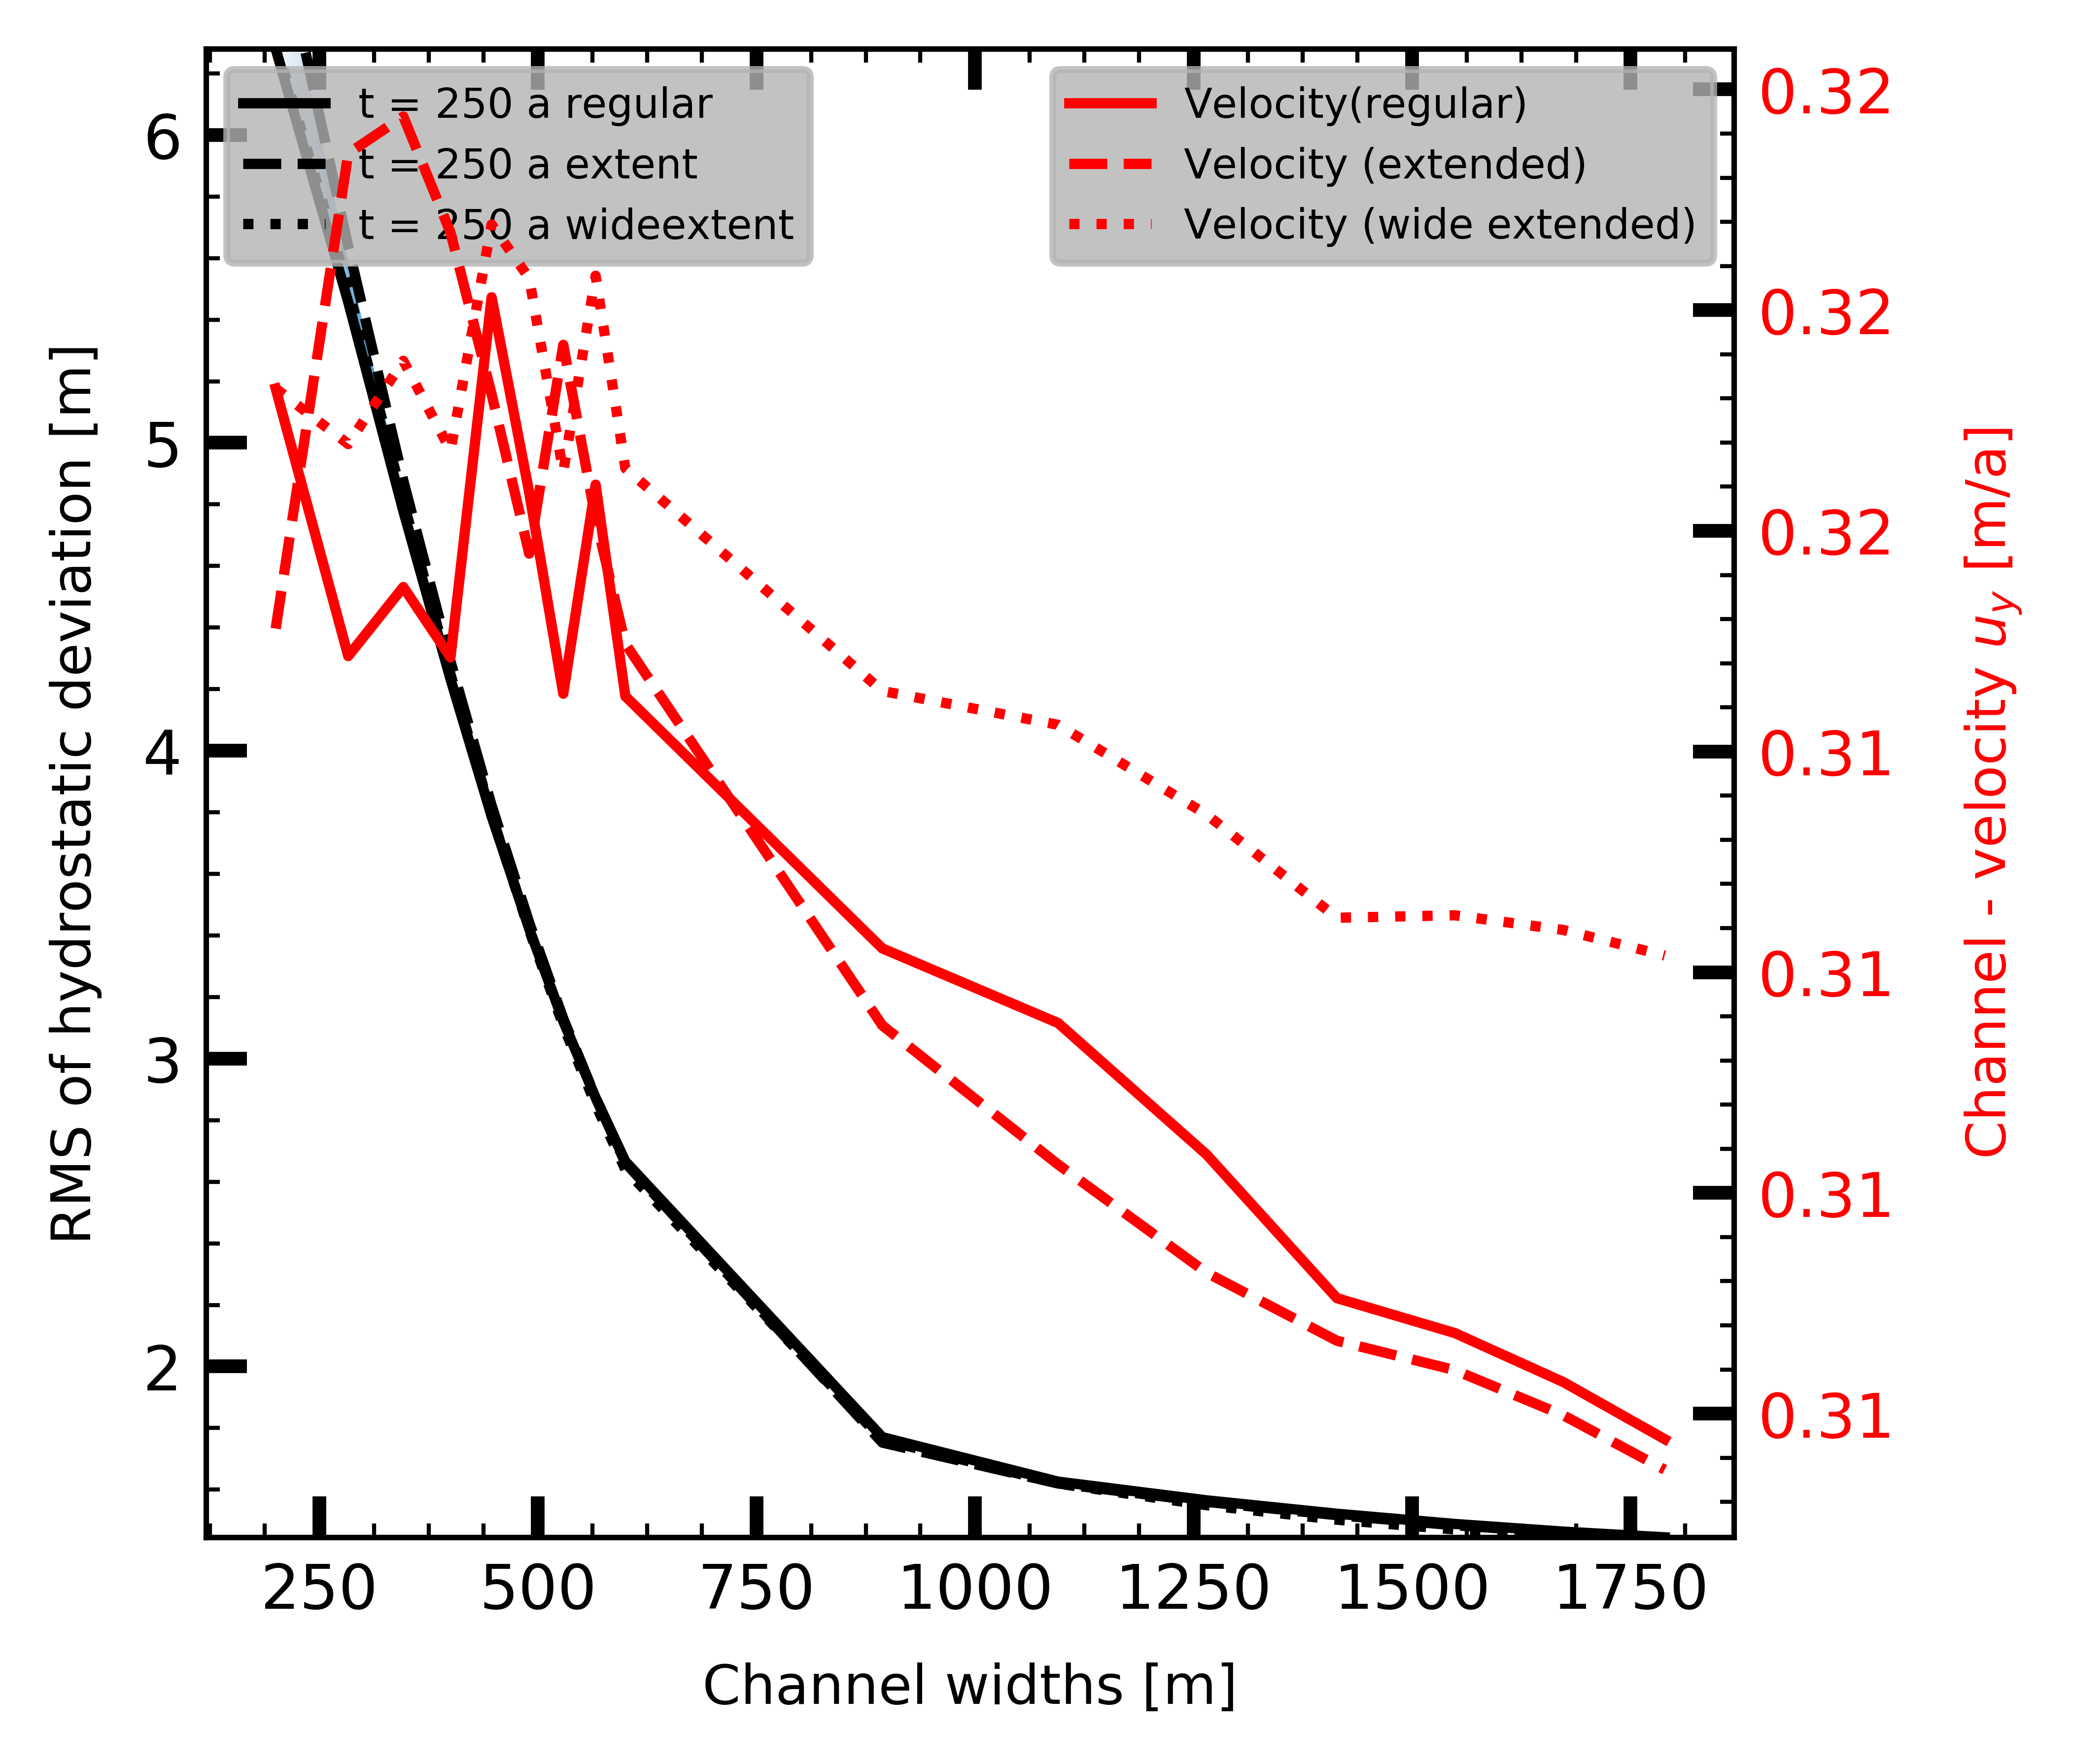 t = 250 a regular
t = 250 a extent
t = 250 a wideextent
Velocity(regular)
Velocity (extended)
Velocity (wide extended)
RMS of hydrostatic deviation [m]
6
5
4
3
2
0.32
0.32
0.32
0.31
0.31
0.31
0.31
Channel - velocity u_y [m/a]
250 500 750 1000 1250 1500 1750
Channel widths [m]